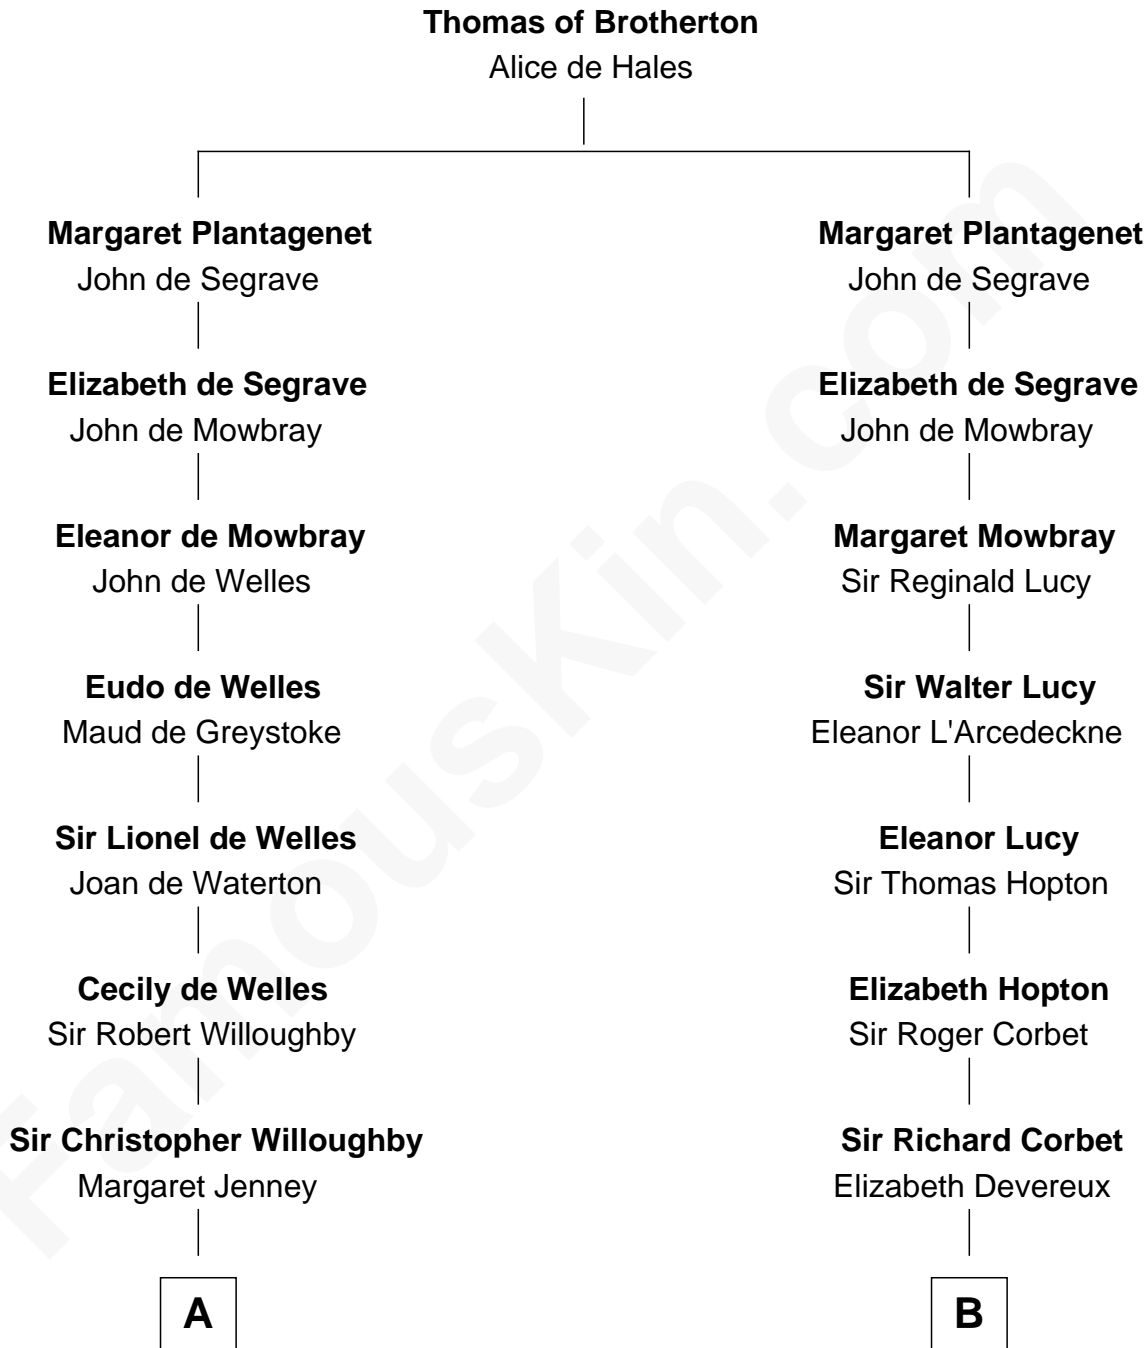 Thomas of Brotherton
Alice de Hales
Margaret Plantagenet
John de Segrave
Elizabeth de Segrave
John de Mowbray
Eleanor de Mowbray
John de Welles
Eudo de Welles
Maud de Greystoke
Sir Lionel de Welles
Joan de Waterton
Cecily de Welles
Sir Robert Willoughby
Sir Christopher Willoughby
Margaret Jenney
A
Margaret Plantagenet
John de Segrave
Elizabeth de Segrave
John de Mowbray
Margaret Mowbray
Sir Reginald Lucy
Sir Walter Lucy
Eleanor L'Arcedeckne
Eleanor Lucy
Sir Thomas Hopton
Elizabeth Hopton
Sir Roger Corbet
Sir Richard Corbet
Elizabeth Devereux
B
FamousKin.com